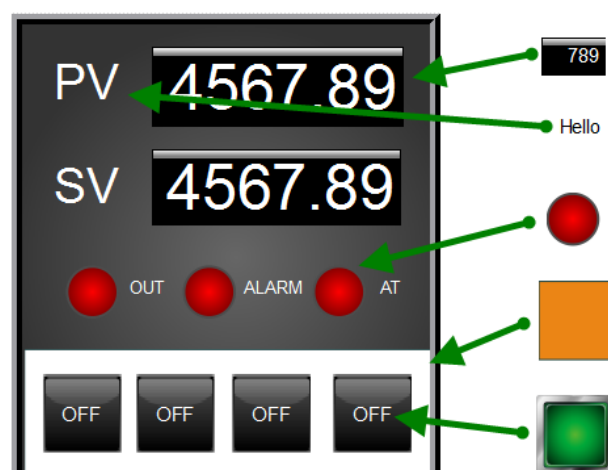 PV 4567.89 789
Hello
SV 4567.89
OUT ALARM AT
OFF OFF OFF OFF